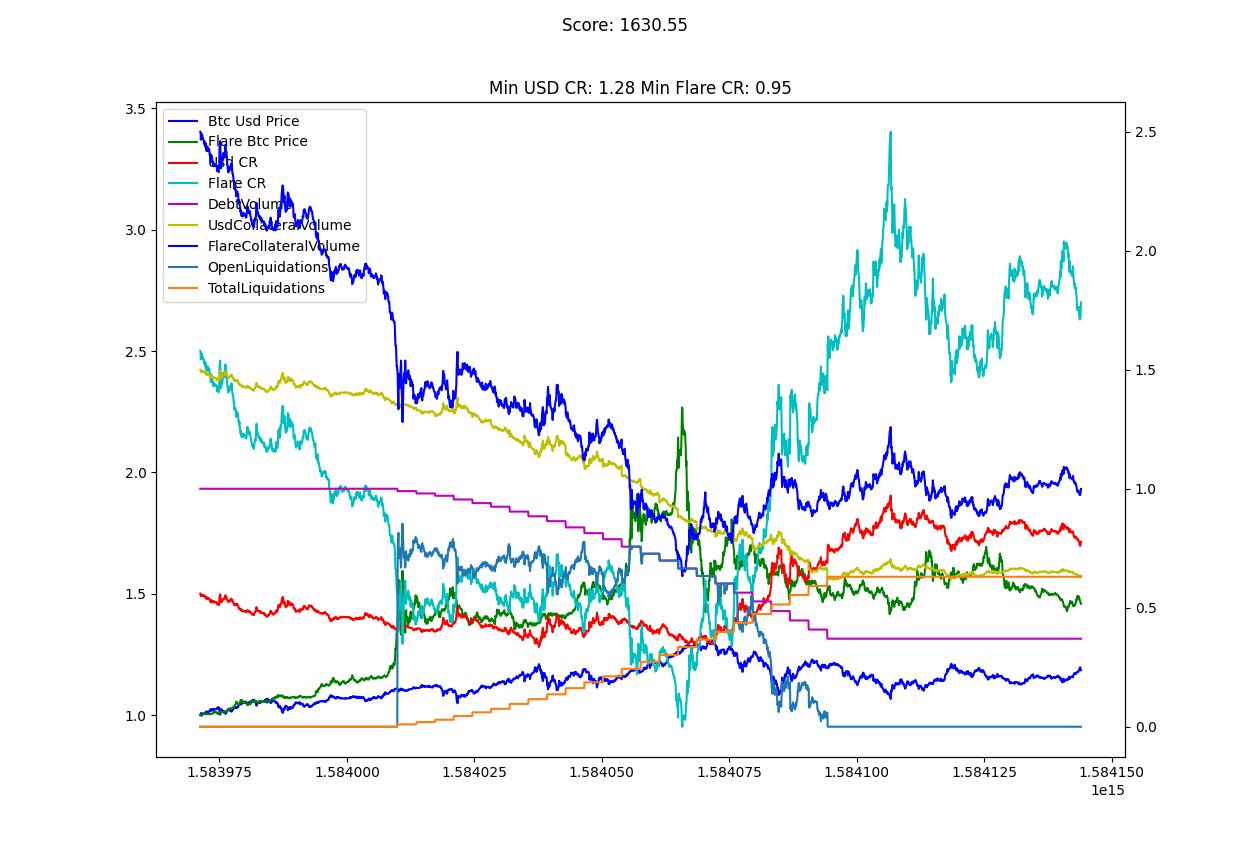 Score: 1630.55
Min USD CR: 1.28 Min Flare CR: 0.95
Btc Usd Price
Flare Btc Price
Usd CR
Flare CR
DebtVolume
UsdCollateralVolume
FlareCollateralVolume
OpenLiquidations
TotalLiquidations
3.5
3.0
2.5
2.0
1.5
1.0
2.5
2.0
1.5
1.0
0.5
0.0
1.583975 1.584000 1.584025 1.584050 1.584075 1.584100 1.584125 1.584150
1e15